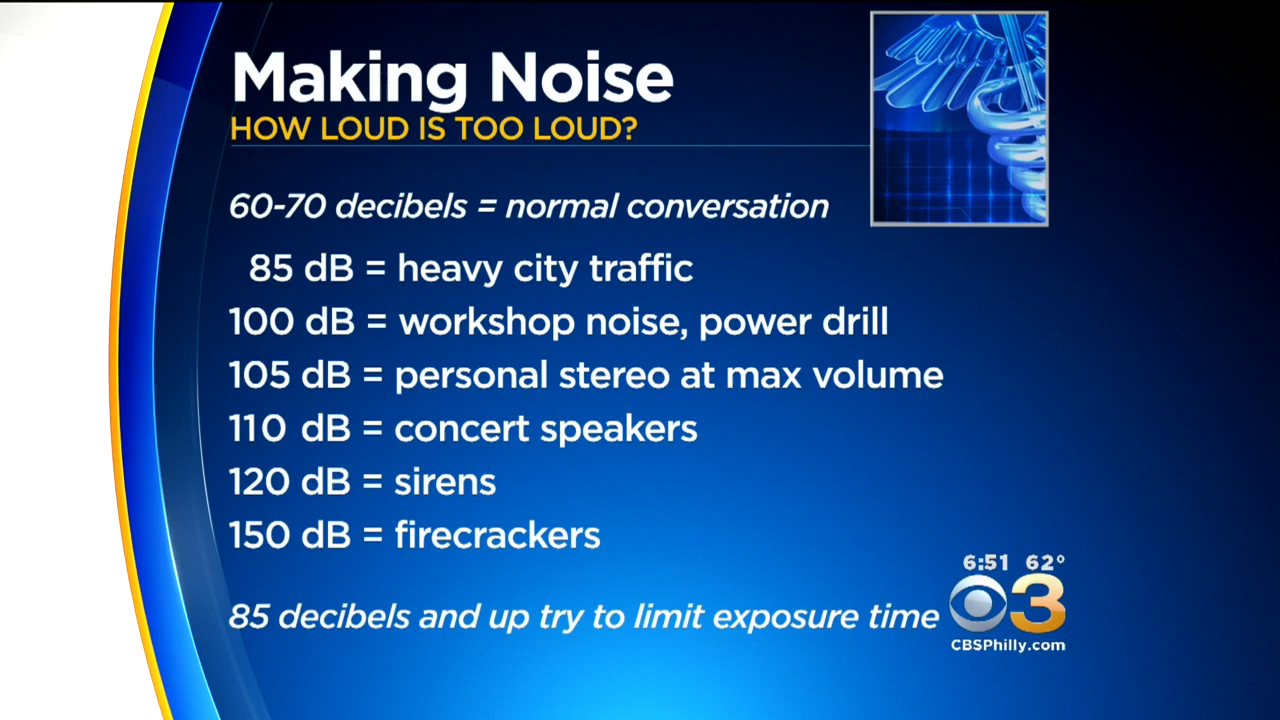 Making Noise
HOW LOUD IS TOO LOUD?
60-70 decibels = normal conversation
85 dB = heavy city traffic
100 dB = workshop noise, power drill
105 dB = personal stereo at max volume
110 dB = concert speakers
120 dB = sirens
150 dB = firecrackers
85 decibels and up try to limit exposure time
6:51 62°
3
CBSPhilly.com